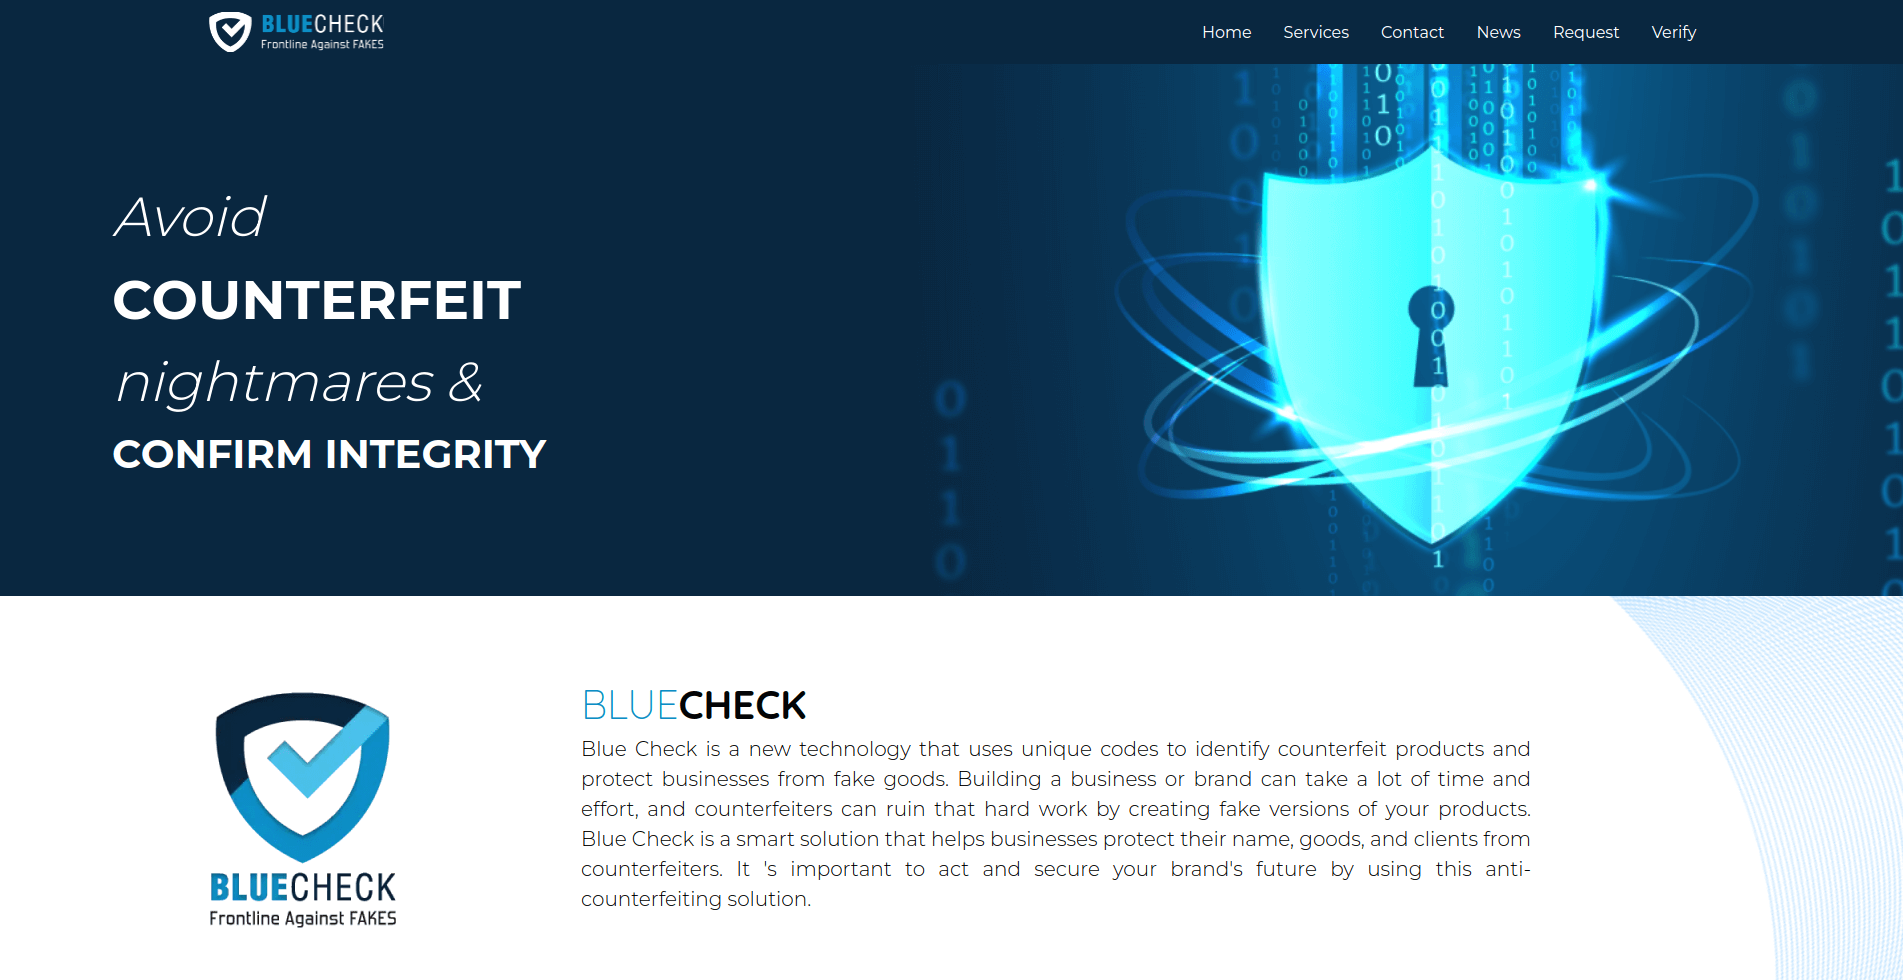 BLUECHECK
Frontline Against FAKES
Home Services Contact News Request Verify
Avoid
COUNTERFEIT
nightmares &
CONFIRM INTEGRITY
BLUECHECK
Frontline Against FAKES
BLUECHECK
Blue Check is a new technology that uses unique codes to identify counterfeit products and
protect businesses from fake goods. Building a business or brand can take a lot of time and
effort, and counterfeiters can ruin that hard work by creating fake versions of your products.
Blue Check is a smart solution that helps businesses protect their name, goods, and clients from
counterfeiters. It 's important to act and secure your brand's future by using this anti-
counterfeiting solution.